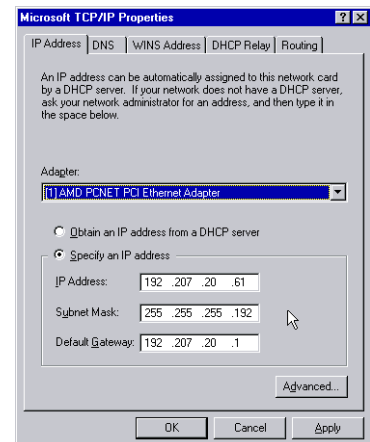 Microsoft TCP/IP Properties
IP Address DNS WINS Address DHCP Relay Routing
An IP address can be automatically assigned to this network card
by a DHCP server. If your network does not have a DHCP server,
ask your network administrator for an address, and then type it in
the space below.
Adapter:
[1] AMD PCNET PCI Ethernet Adapter
Obtain an IP address from a DHCP server
Specify an IP address
IP Address: 192 .207 .20 .61
Subnet Mask: 255 .255 .255 .192
Default Gateway: 192 .207 .20 .1
Advanced...
OK Cancel Apply